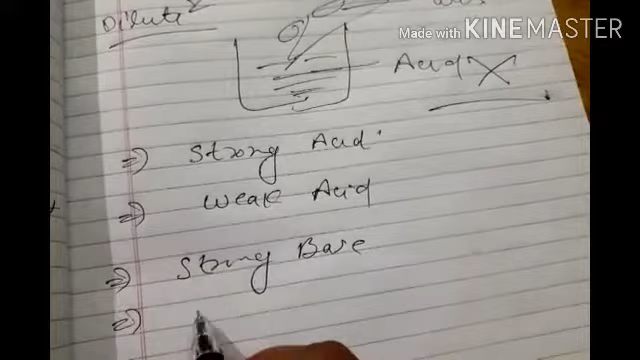 Made with KINEMASTER
Dilute
Acid X
=> Strong Acid
=> Weak Acid
=> Strong Base
=>